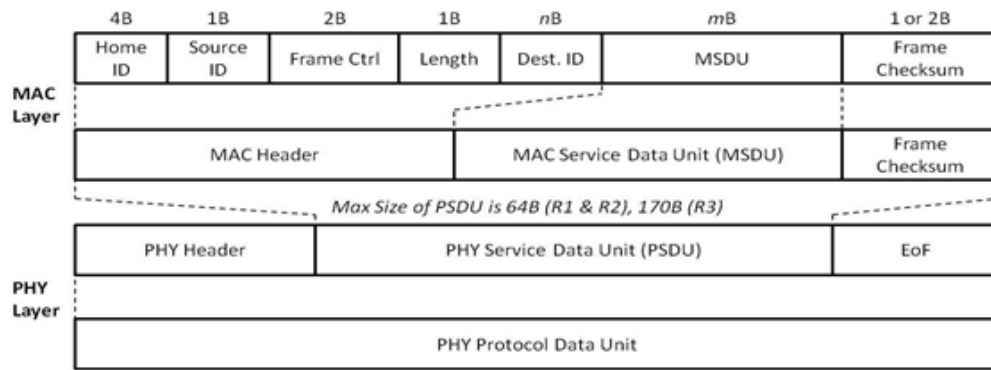 4B 1B 2B 1B nB mB 1 or 2B
Home ID Source ID Frame Ctrl Length Dest. ID MSDU Frame Checksum
MAC Layer
MAC Header MAC Service Data Unit (MSDU) Frame Checksum
Max Size of PSDU is 64B (R1 & R2), 170B (R3)
PHY Header PHY Service Data Unit (PSDU) EoF
PHY Layer
PHY Protocol Data Unit